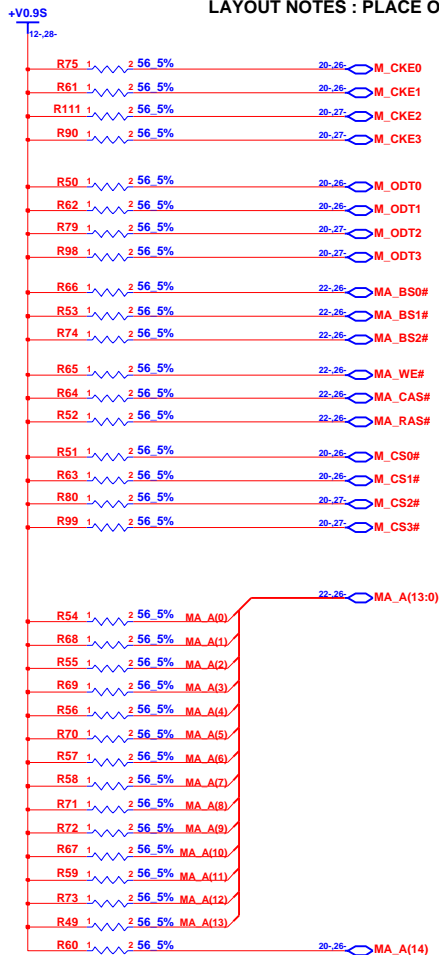 LAYOUT NOTES : PLACE O
+V0.9S
12-,28-
R75 1 2 56_5% 20-,26- M_CKE0
R61 1 2 56_5% 20-,26- M_CKE1
R111 1 2 56_5% 20-,27- M_CKE2
R90 1 2 56_5% 20-,27- M_CKE3
R50 1 2 56_5% 20-,26- M_ODT0
R62 1 2 56_5% 20-,26- M_ODT1
R79 1 2 56_5% 20-,27- M_ODT2
R98 1 2 56_5% 20-,27- M_ODT3
R66 1 2 56_5% 22-,26- MA_BS0#
R53 1 2 56_5% 22-,26- MA_BS1#
R74 1 2 56_5% 22-,26- MA_BS2#
R65 1 2 56_5% 22-,26- MA_WE#
R64 1 2 56_5% 22-,26- MA_CAS#
R52 1 2 56_5% 22-,26- MA_RAS#
R51 1 2 56_5% 20-,26- M_CS0#
R63 1 2 56_5% 20-,26- M_CS1#
R80 1 2 56_5% 20-,27- M_CS2#
R99 1 2 56_5% 20-,27- M_CS3#
22-,26- MA_A(13:0)
R54 1 2 56_5% MA_A(0)
R68 1 2 56_5% MA_A(1)
R55 1 2 56_5% MA_A(2)
R69 1 2 56_5% MA_A(3)
R56 1 2 56_5% MA_A(4)
R70 1 2 56_5% MA_A(5)
R57 1 2 56_5% MA_A(6)
R58 1 2 56_5% MA_A(7)
R71 1 2 56_5% MA_A(8)
R72 1 2 56_5% MA_A(9)
R67 1 2 56_5% MA_A(10)
R59 1 2 56_5% MA_A(11)
R73 1 2 56_5% MA_A(12)
R49 1 2 56_5% MA_A(13)
R60 1 2 56_5% 20-,26- MA_A(14)